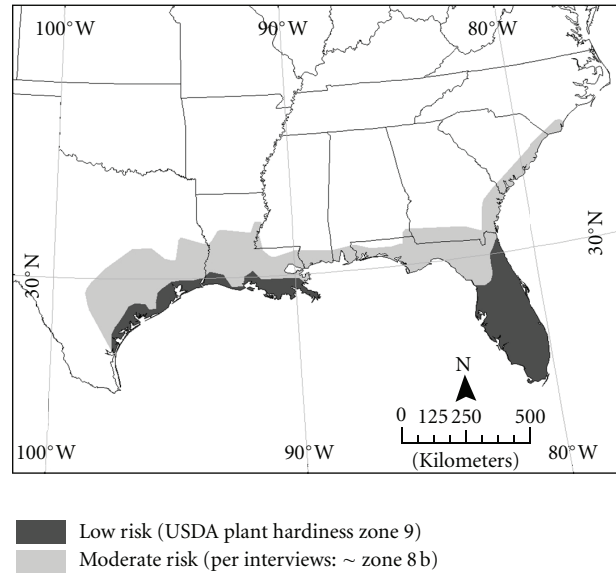 100°W
90°W
80°W
30°N
30°N
N
0 125 250 500
(Kilometers)
100°W
90°W
80°W
Low risk (USDA plant hardiness zone 9)
Moderate risk (per interviews: ~ zone 8 b)